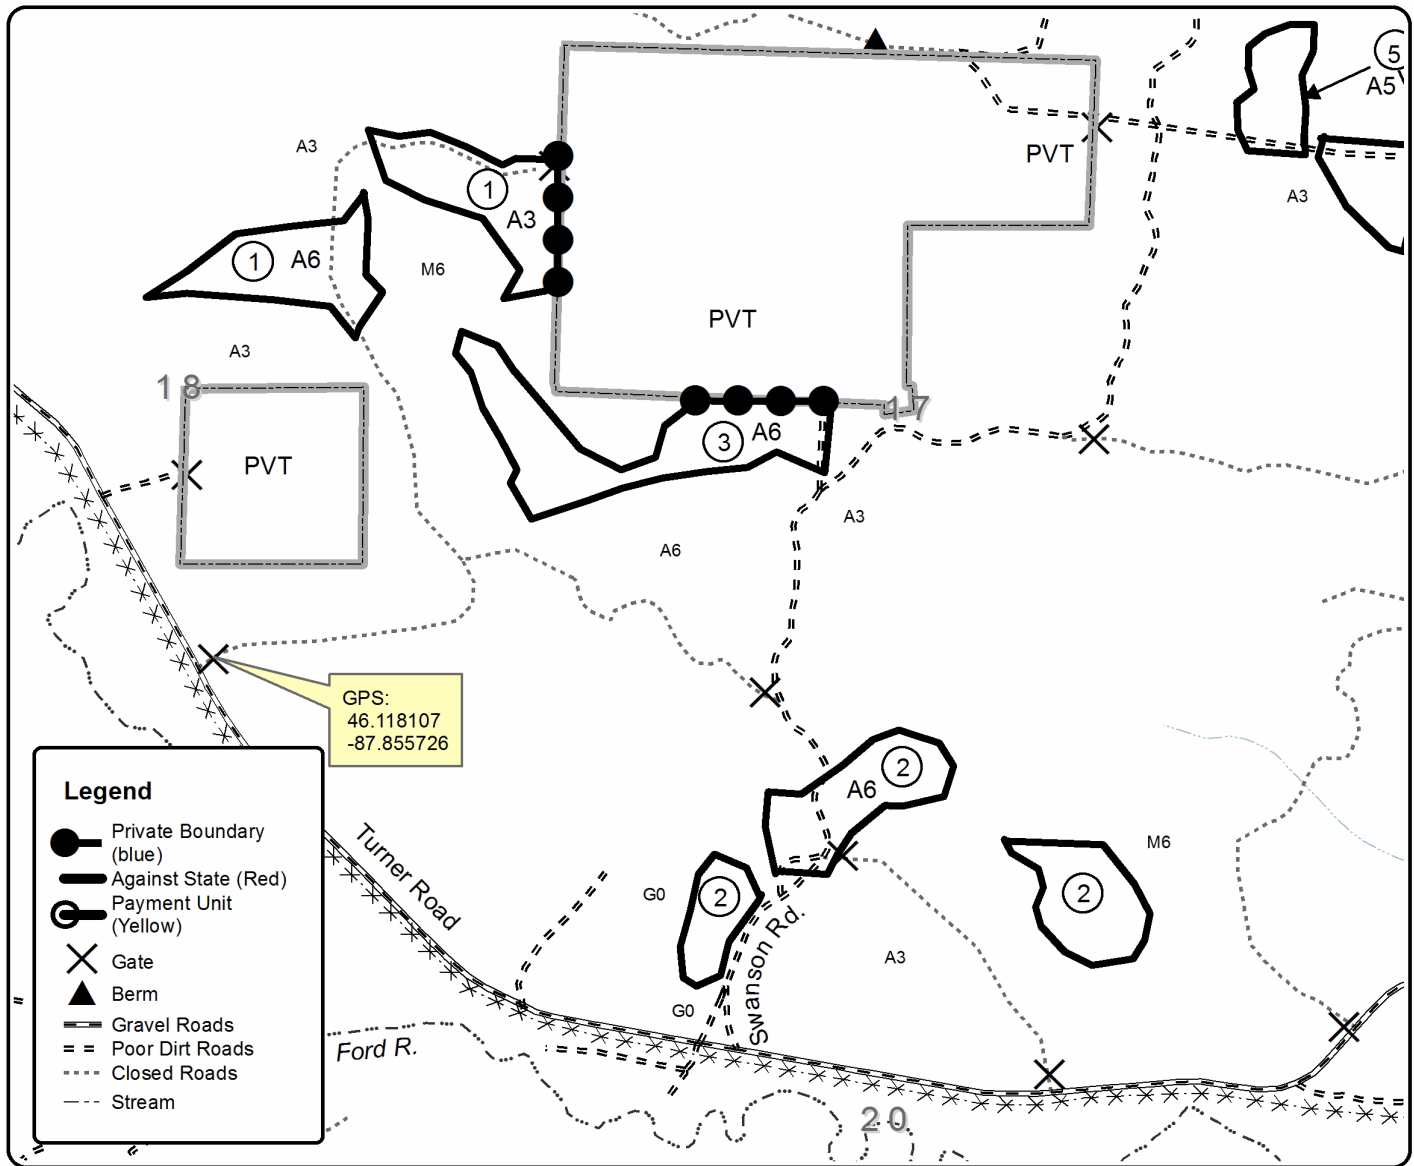 5
A5
PVT
A3
1
A3
A3
1
A6
M6
PVT
A3
18
17
A6
3
PVT
A3
A6
GPS:
46.118107
-87.855726
2
A6
Legend
Private Boundary
(blue)
Against State (Red)
Payment Unit
(Yellow)
Gate
Berm
Gravel Roads
Poor Dirt Roads
Closed Roads
Stream
Turner Road
M6
G0
2
2
Swanson Rd.
A3
G0
Ford R.
20